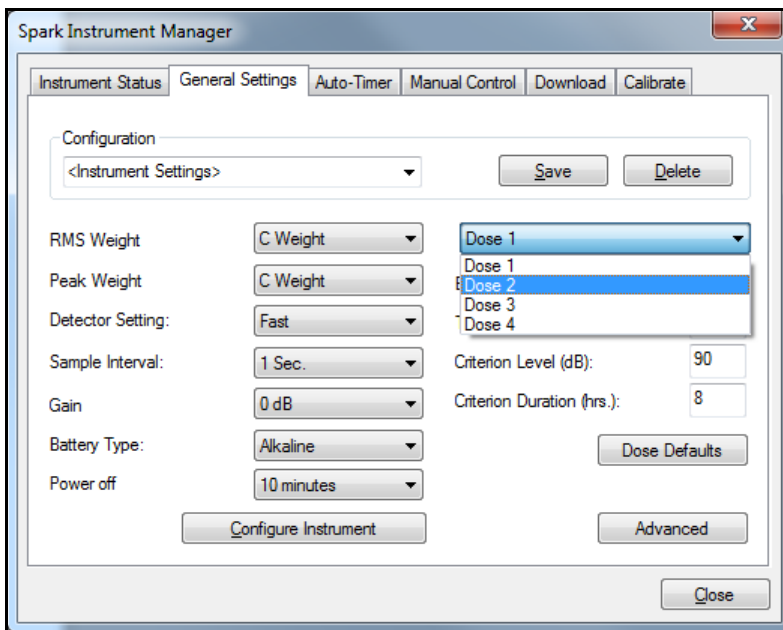 Spark Instrument Manager
Instrument Status General Settings Auto-Timer Manual Control Download Calibrate
Configuration
<Instrument Settings> Save Delete
RMS Weight C Weight Dose 1
Dose 1
Peak Weight C Weight Dose 2
Dose 3
Detector Setting: Fast Dose 4
Sample Interval: 1 Sec. Criterion Level (dB): 90
Gain 0 dB Criterion Duration (hrs.): 8
Battery Type: Alkaline Dose Defaults
Power off 10 minutes
Configure Instrument Advanced
Close